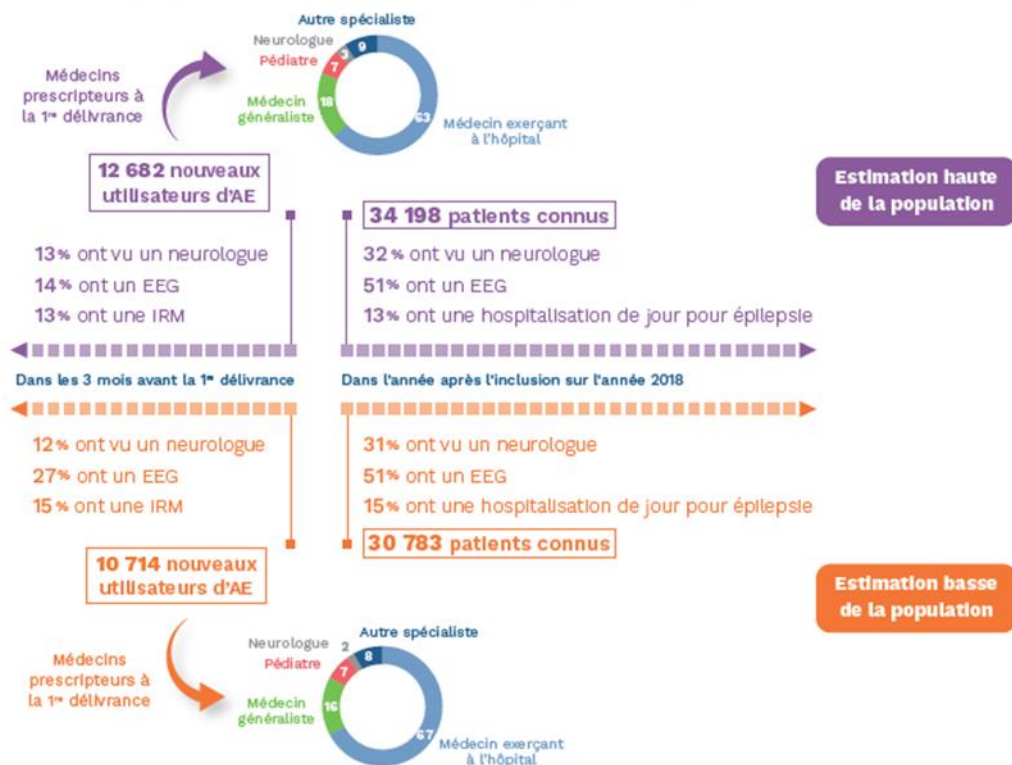 Autre spécialiste
Neurologue
Pédiatre
Médecin
généraliste
Médecin exerçant
à l'hôpital
9
3
7
18
63
Médecins
prescripteurs à
la 1re délivrance
12 682 nouveaux
utilisateurs d'AE
34 198 patients connus
Estimation haute
de la population
13% ont vu un neurologue
14% ont un EEG
13% ont une IRM
32% ont vu un neurologue
51% ont un EEG
13% ont une hospitalisation de jour pour épilepsie
Dans les 3 mois avant la 1re délivrance
Dans l'année après l'inclusion sur l'année 2018
12% ont vu un neurologue
27% ont un EEG
15% ont une IRM
31% ont vu un neurologue
51% ont un EEG
15% ont une hospitalisation de jour pour épilepsie
10 714 nouveaux
utilisateurs d'AE
30 783 patients connus
Estimation basse
de la population
Médecins
prescripteurs à
la 1re délivrance
Autre spécialiste
Neurologue
2
Pédiatre
8
7
Médecin
généraliste
16
67
Médecin exerçant
à l'hôpital